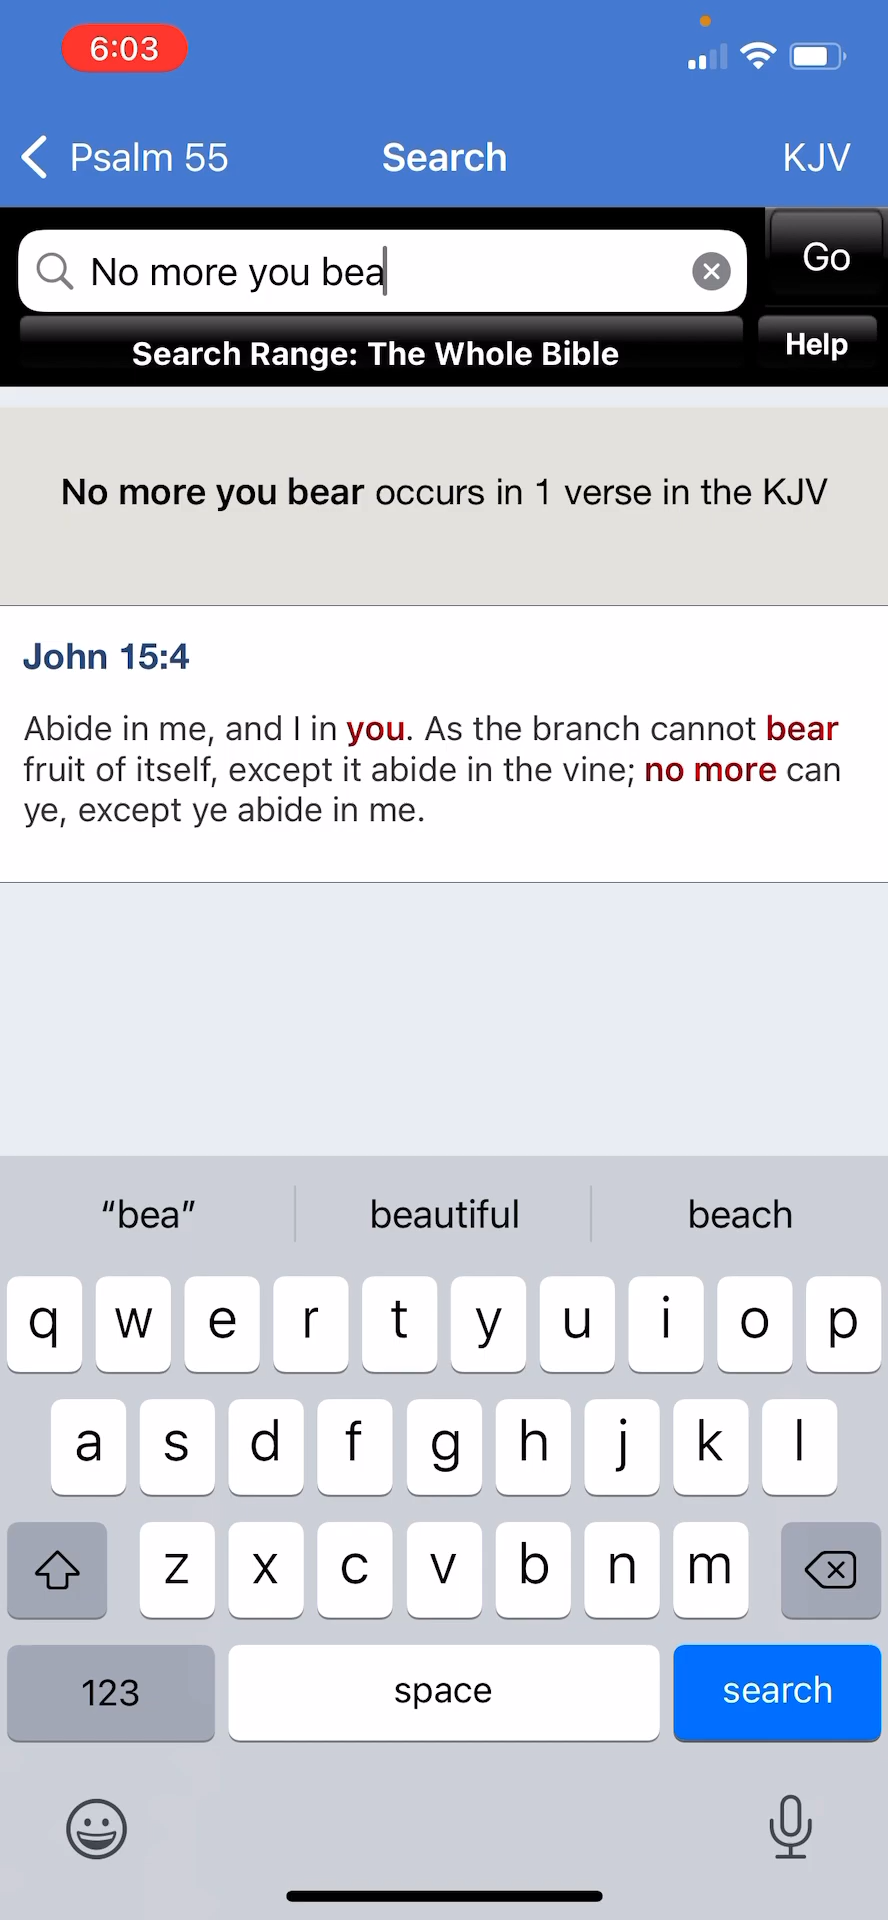 6:03
Psalm 55
Search
KJV
No more you bea
Go
Search Range: The Whole Bible
Help
No more you bear occurs in 1 verse in the KJV
John 15:4
Abide in me, and I in you. As the branch cannot bear
fruit of itself, except it abide in the vine; no more can
ye, except ye abide in me.
“bea”
beautiful
beach
q w e r t y u i o p
a s d f g h j k l
z x c v b n m
123
space
search